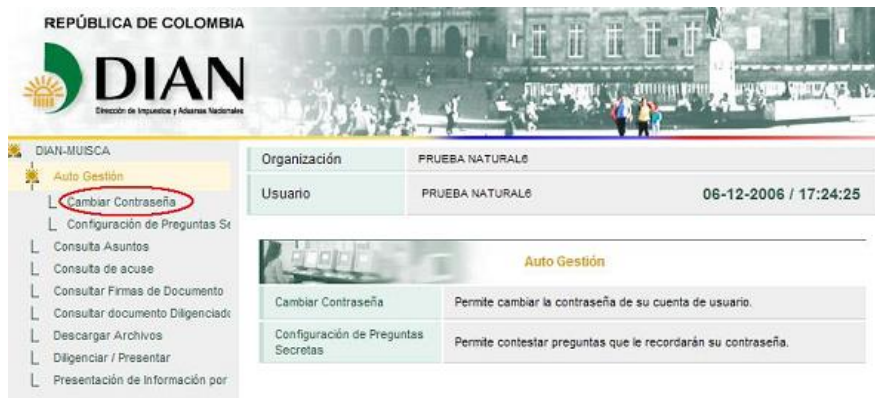 REPÚBLICA DE COLOMBIA
DIAN
Dirección de Impuestos y Aduanas Nacionales
DIAN-MUISCA
Auto Gestión
Cambiar Contraseña
Configuración de Preguntas Se
Consulta Asuntos
Consulta de acuse
Consultar Firmas de Documento
Consultar documento Diligenciado
Descargar Archivos
Diligenciar / Presentar
Presentación de Información por
Organización PRUEBA NATURAL6
Usuario PRUEBA NATURAL6 06-12-2006 / 17:24:25
Auto Gestión
Cambiar Contraseña Permite cambiar la contraseña de su cuenta de usuario.
Configuración de Preguntas
Secretas
Permite contestar preguntas que le recordarán su contraseña.